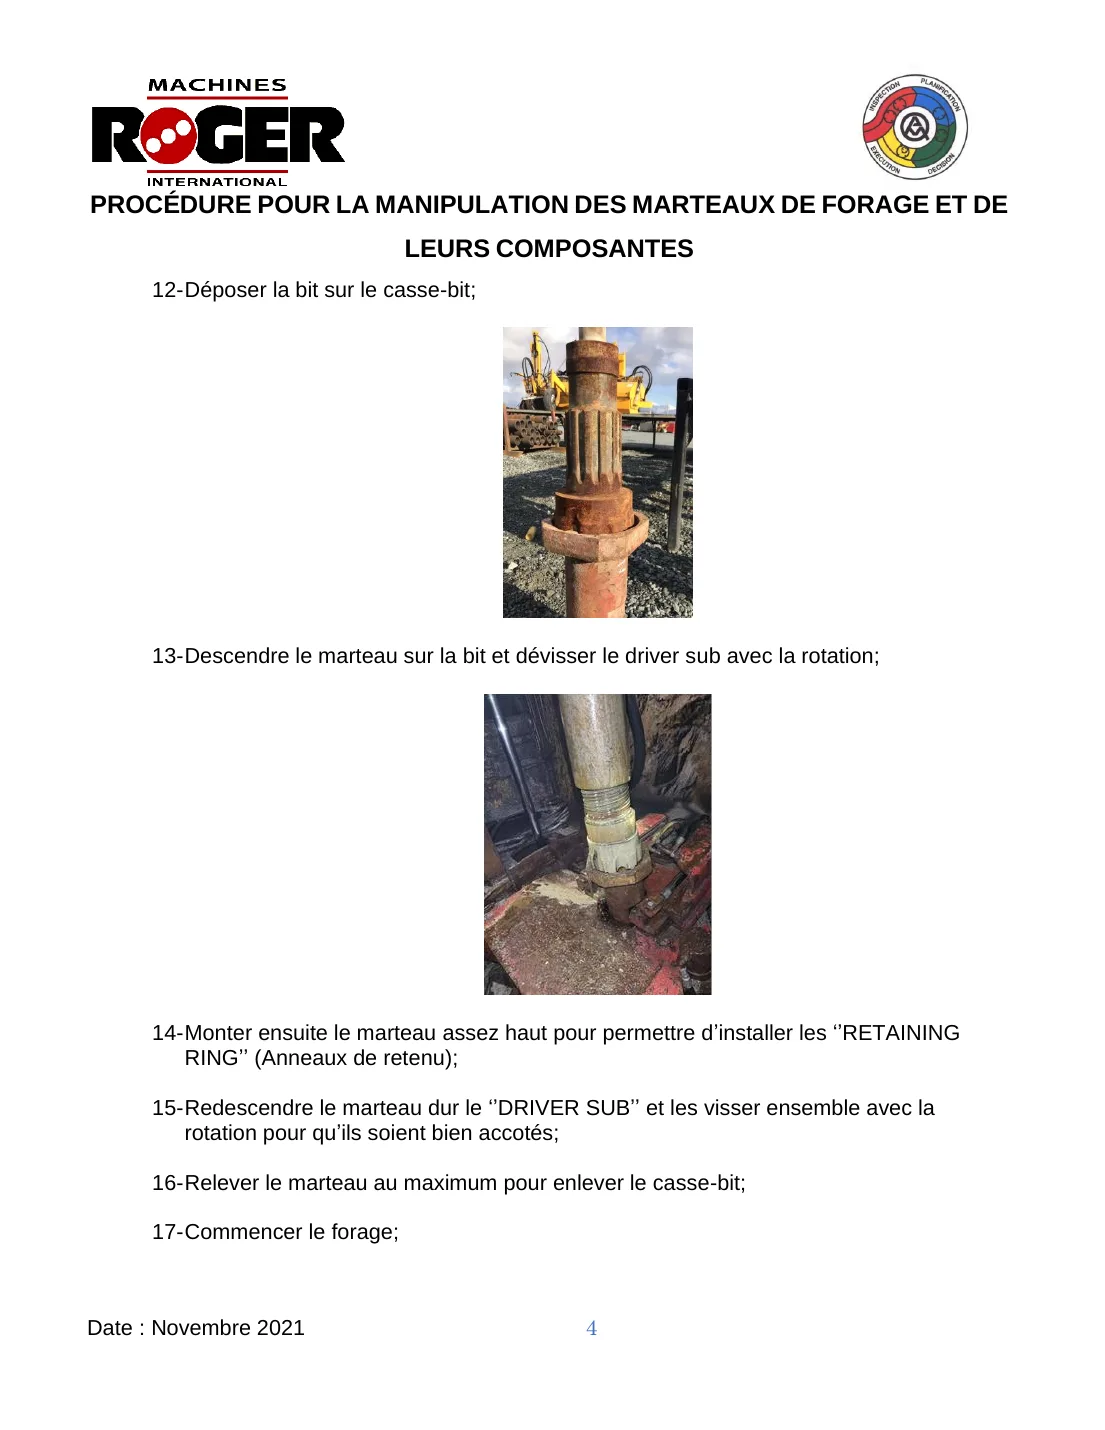 MACHINES
ROGER
INTERNATIONAL
INSPECTION
PLANIFICATION
EXECUTION
DECISION
PROCÉDURE POUR LA MANIPULATION DES MARTEAUX DE FORAGE ET DE
LEURS COMPOSANTES
12-Déposer la bit sur le casse-bit;
13-Descendre le marteau sur la bit et dévisser le driver sub avec la rotation;
14-Monter ensuite le marteau assez haut pour permettre d’installer les ‘’RETAINING
RING’’ (Anneaux de retenu);
15-Redescendre le marteau dur le ‘’DRIVER SUB’’ et les visser ensemble avec la
rotation pour qu’ils soient bien accotés;
16-Relever le marteau au maximum pour enlever le casse-bit;
17-Commencer le forage;
Date : Novembre 2021 4